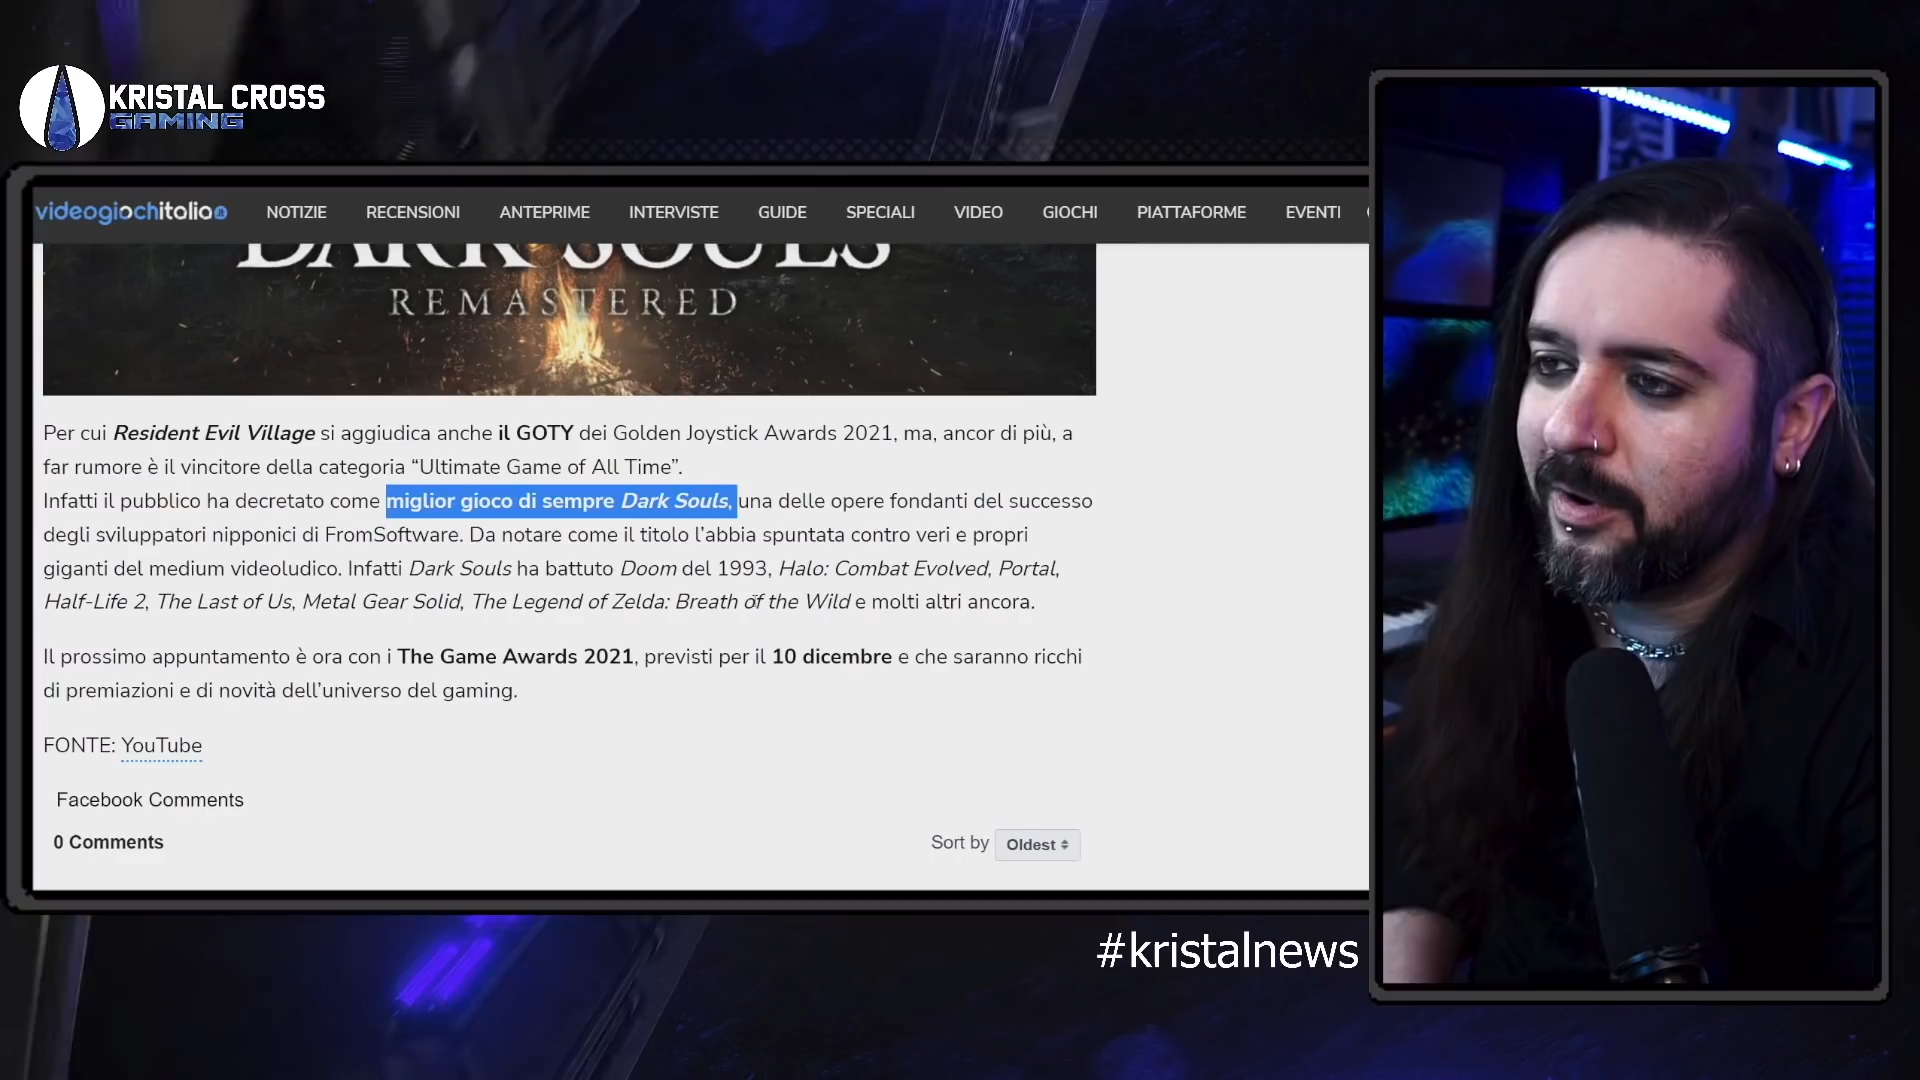 KRISTAL CROSS
GAMING
videogiochitalia.it NOTIZIE RECENSIONI ANTEPRIME INTERVISTE GUIDE SPECIALI VIDEO GIOCHI PIATTAFORME EVENTI
DARK SOULS
REMASTERED
Per cui Resident Evil Village si aggiudica anche il GOTY dei Golden Joystick Awards 2021, ma, ancor di più, a
far rumore è il vincitore della categoria “Ultimate Game of All Time”.
Infatti il pubblico ha decretato come miglior gioco di sempre Dark Souls, una delle opere fondanti del successo
degli sviluppatori nipponici di FromSoftware. Da notare come il titolo l’abbia spuntata contro veri e propri
giganti del medium videoludico. Infatti Dark Souls ha battuto Doom del 1993, Halo: Combat Evolved, Portal,
Half-Life 2, The Last of Us, Metal Gear Solid, The Legend of Zelda: Breath of the Wild e molti altri ancora.
Il prossimo appuntamento è ora con i The Game Awards 2021, previsti per il 10 dicembre e che saranno ricchi
di premiazioni e di novità dell’universo del gaming.
FONTE: YouTube
Facebook Comments
0 Comments
Sort by Oldest
#kristalnews